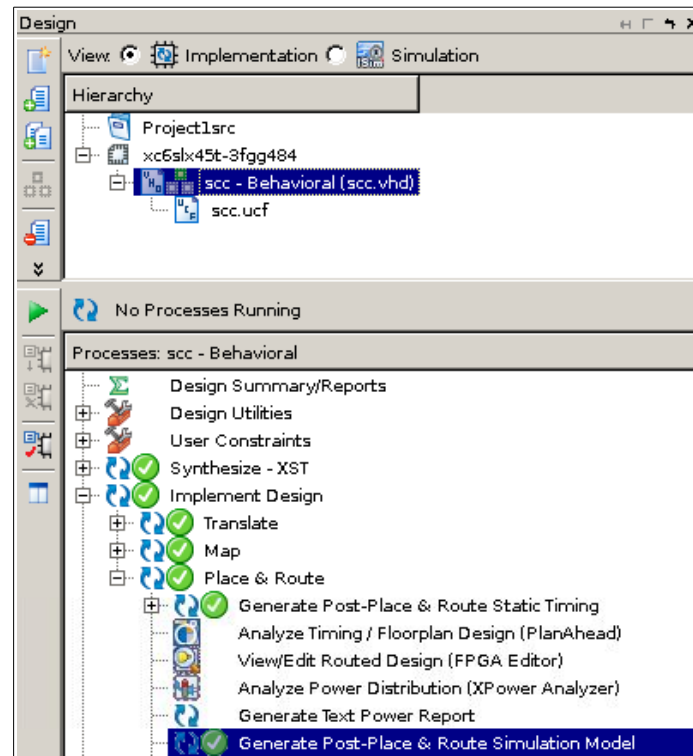 Design
View: Implementation Simulation
Hierarchy
Project1src
xc6slx45t-3fgg484
scc - Behavioral (scc.vhd)
scc.ucf
No Processes Running
Processes: scc - Behavioral
Design Summary/Reports
Design Utilities
User Constraints
Synthesize - XST
Implement Design
Translate
Map
Place & Route
Generate Post-Place & Route Static Timing
Analyze Timing / Floorplan Design (PlanAhead)
View/Edit Routed Design (FPGA Editor)
Analyze Power Distribution (XPower Analyzer)
Generate Text Power Report
Generate Post-Place & Route Simulation Model